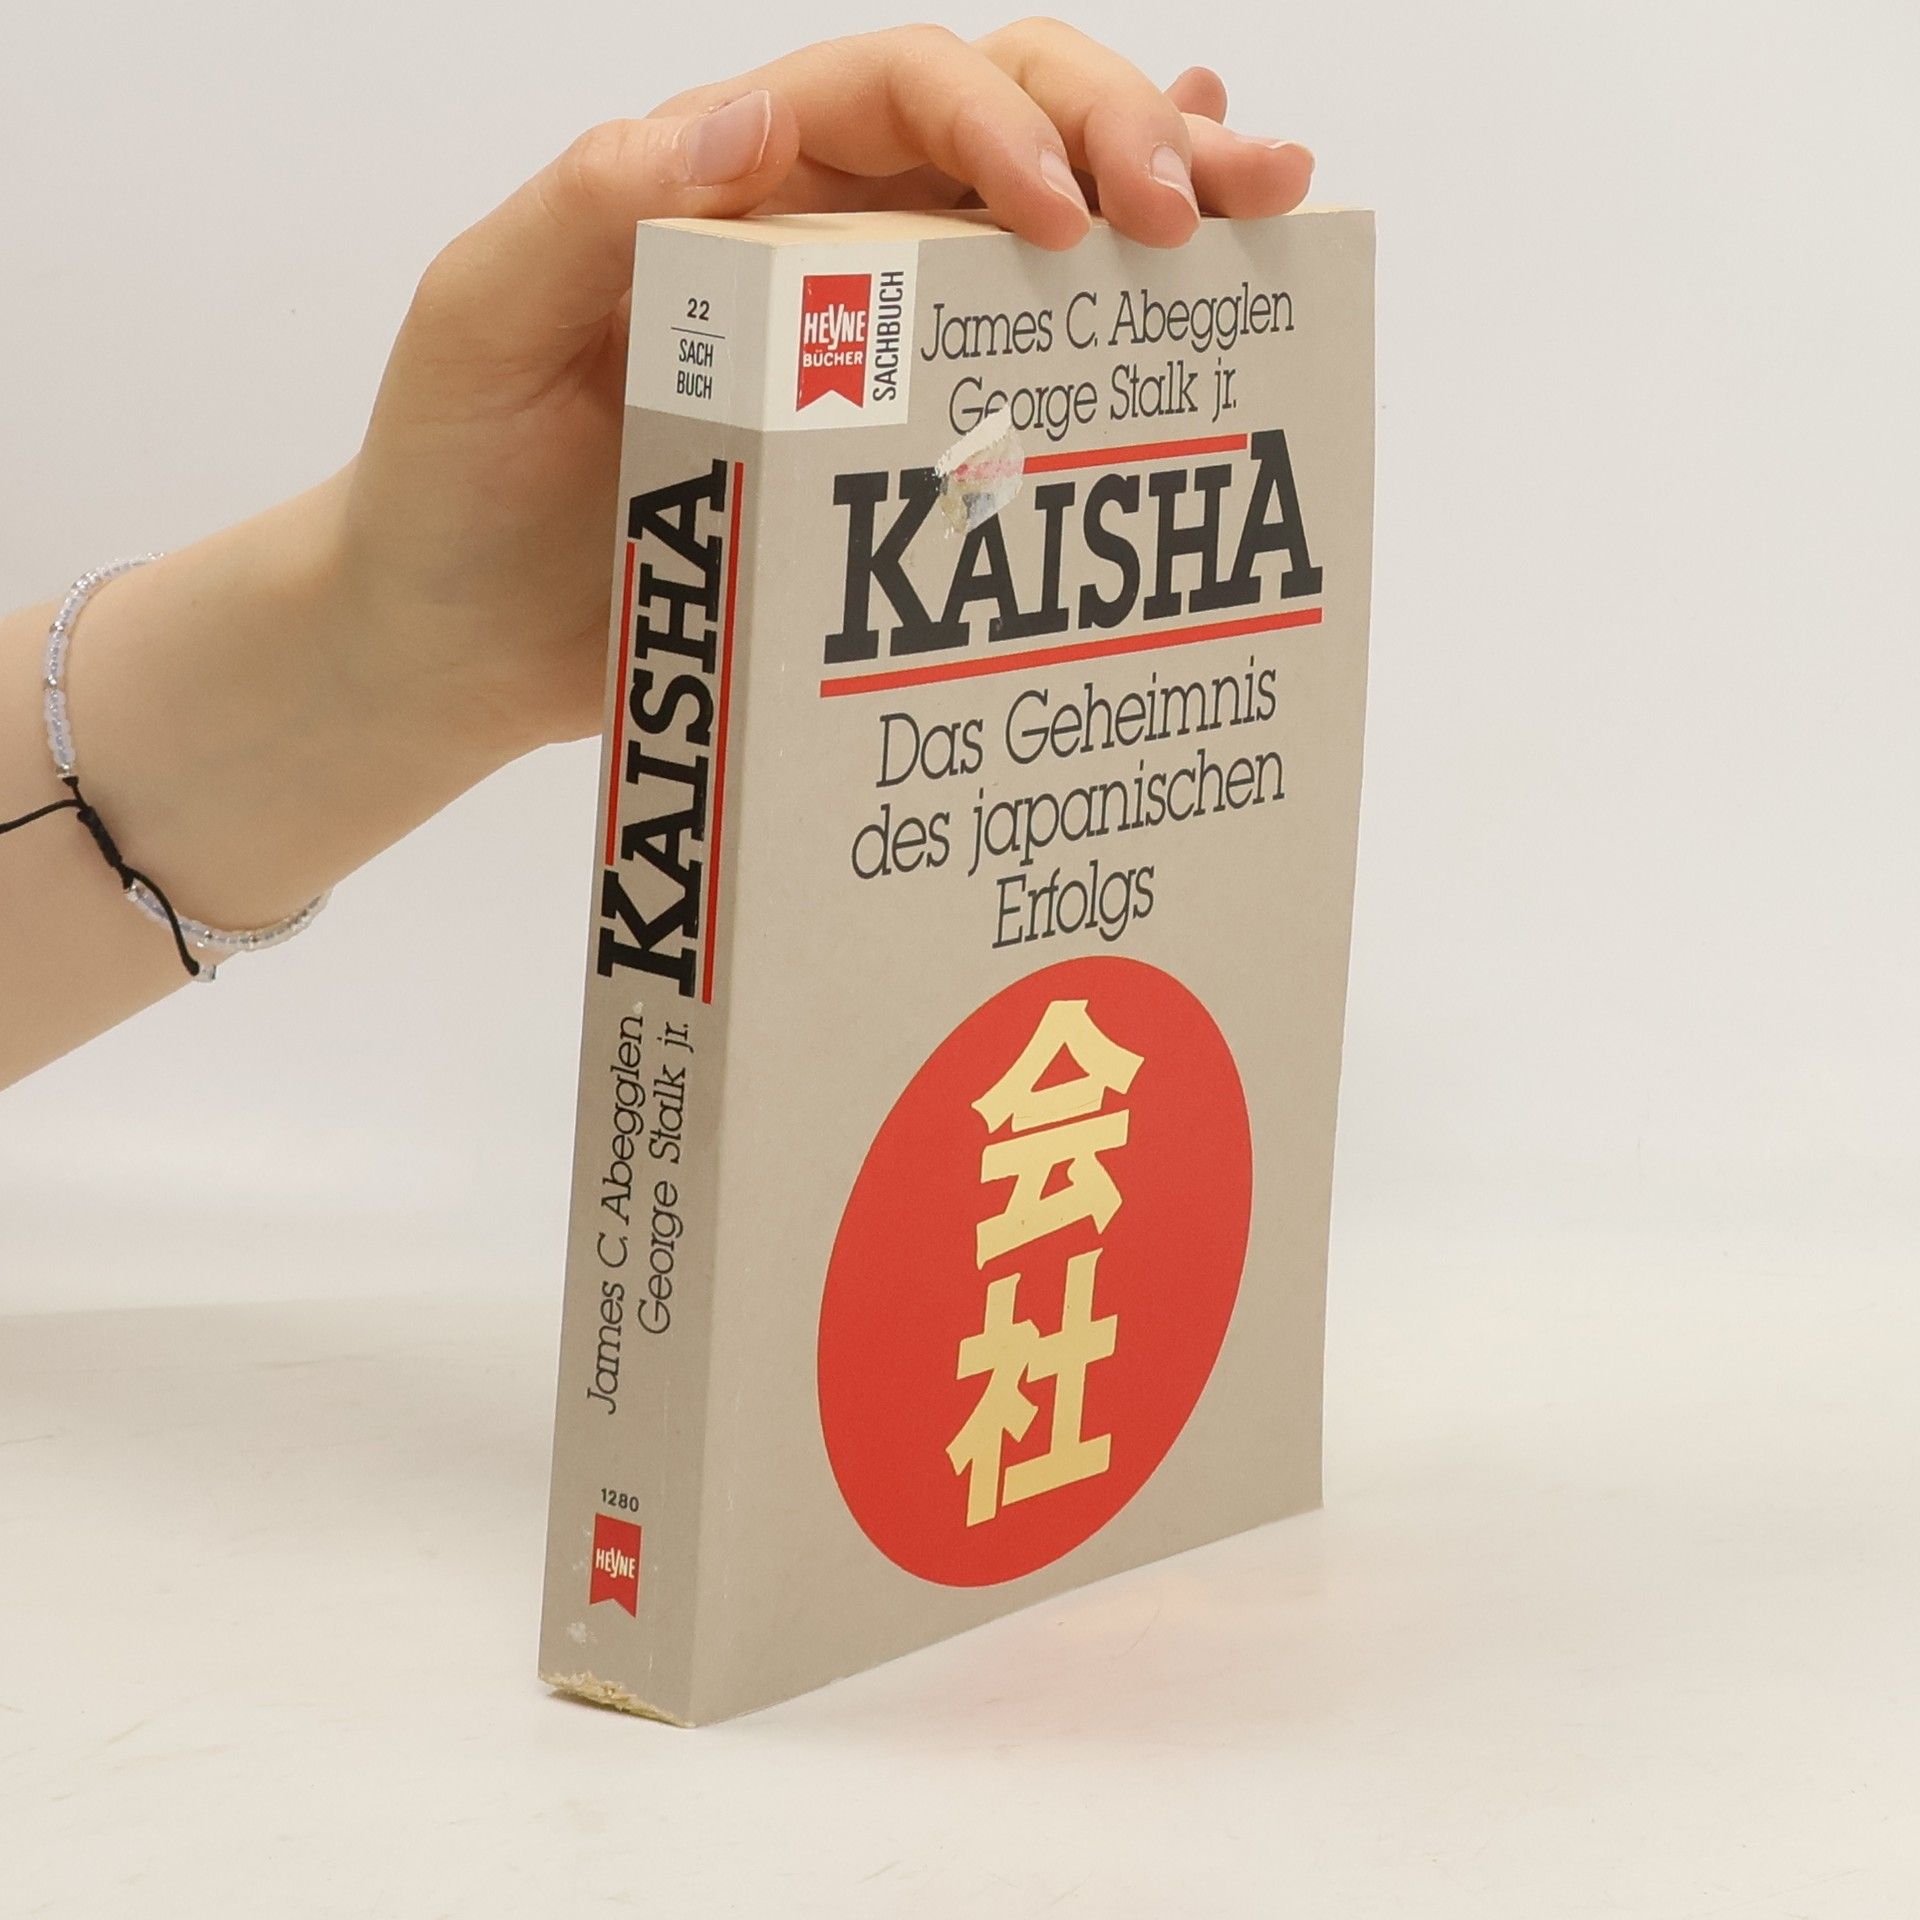 22
SACH
BUCH
KAISHA
James C. Abegglen
George Stalk jr.
1280
HEYNE
HEYNE
BÜCHER
SACHBUCH
James C. Abegglen
George Stalk jr.
KAISHA
Das Geheimnis
des japanischen
Erfolgs
会
社